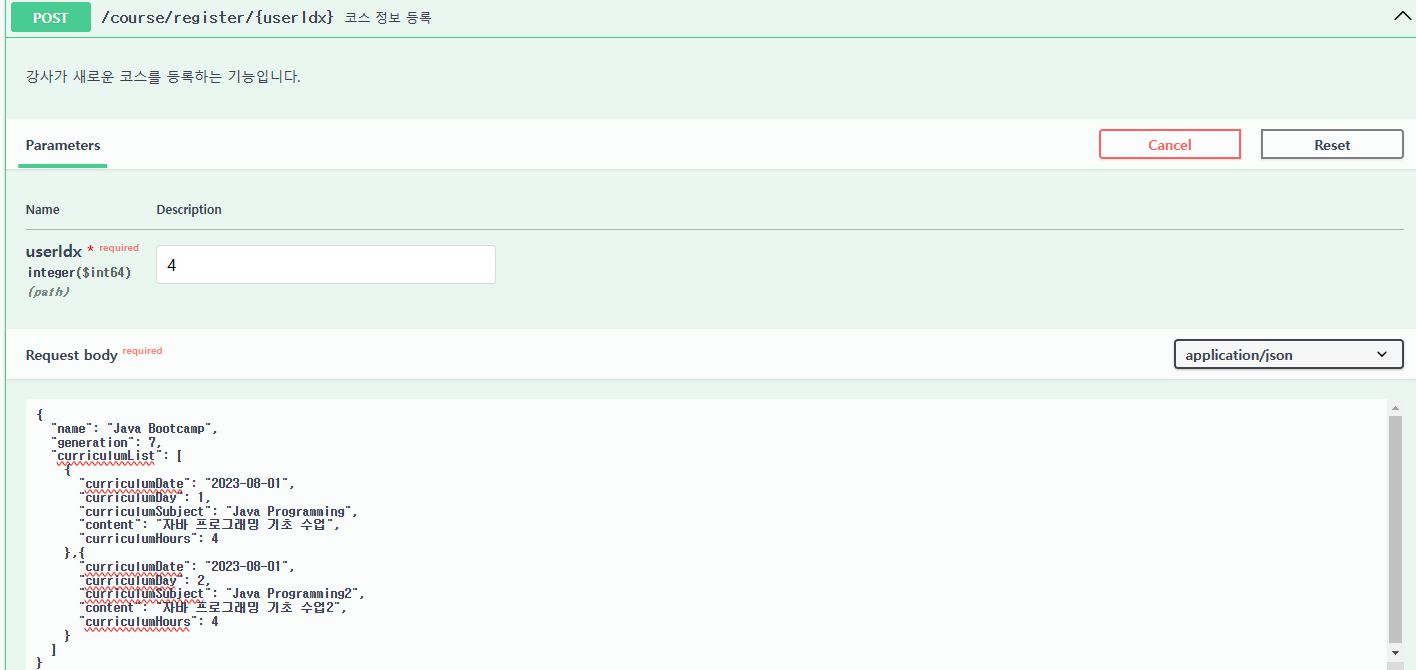 POST /course/register/{userIdx} 코스 정보 등록
강사가 새로운 코스를 등록하는 기능입니다.
Parameters
Cancel
Reset
Name Description
userIdx * required
integer($int64)
(path)
4
Request body required
application/json
{
  "name": "Java Bootcamp",
  "generation": 7,
  "curriculumList": [
    {
      "curriculumDate": "2023-08-01",
      "curriculumDay": 1,
      "curriculumSubject": "Java Programming",
      "content": "자바 프로그래밍 기초 수업",
      "curriculumHours": 4
    },{
      "curriculumDate": "2023-08-01",
      "curriculumDay": 2,
      "curriculumSubject": "Java Programming2",
      "content": "자바 프로그래밍 기초 수업2",
      "curriculumHours": 4
    }
  ]
}